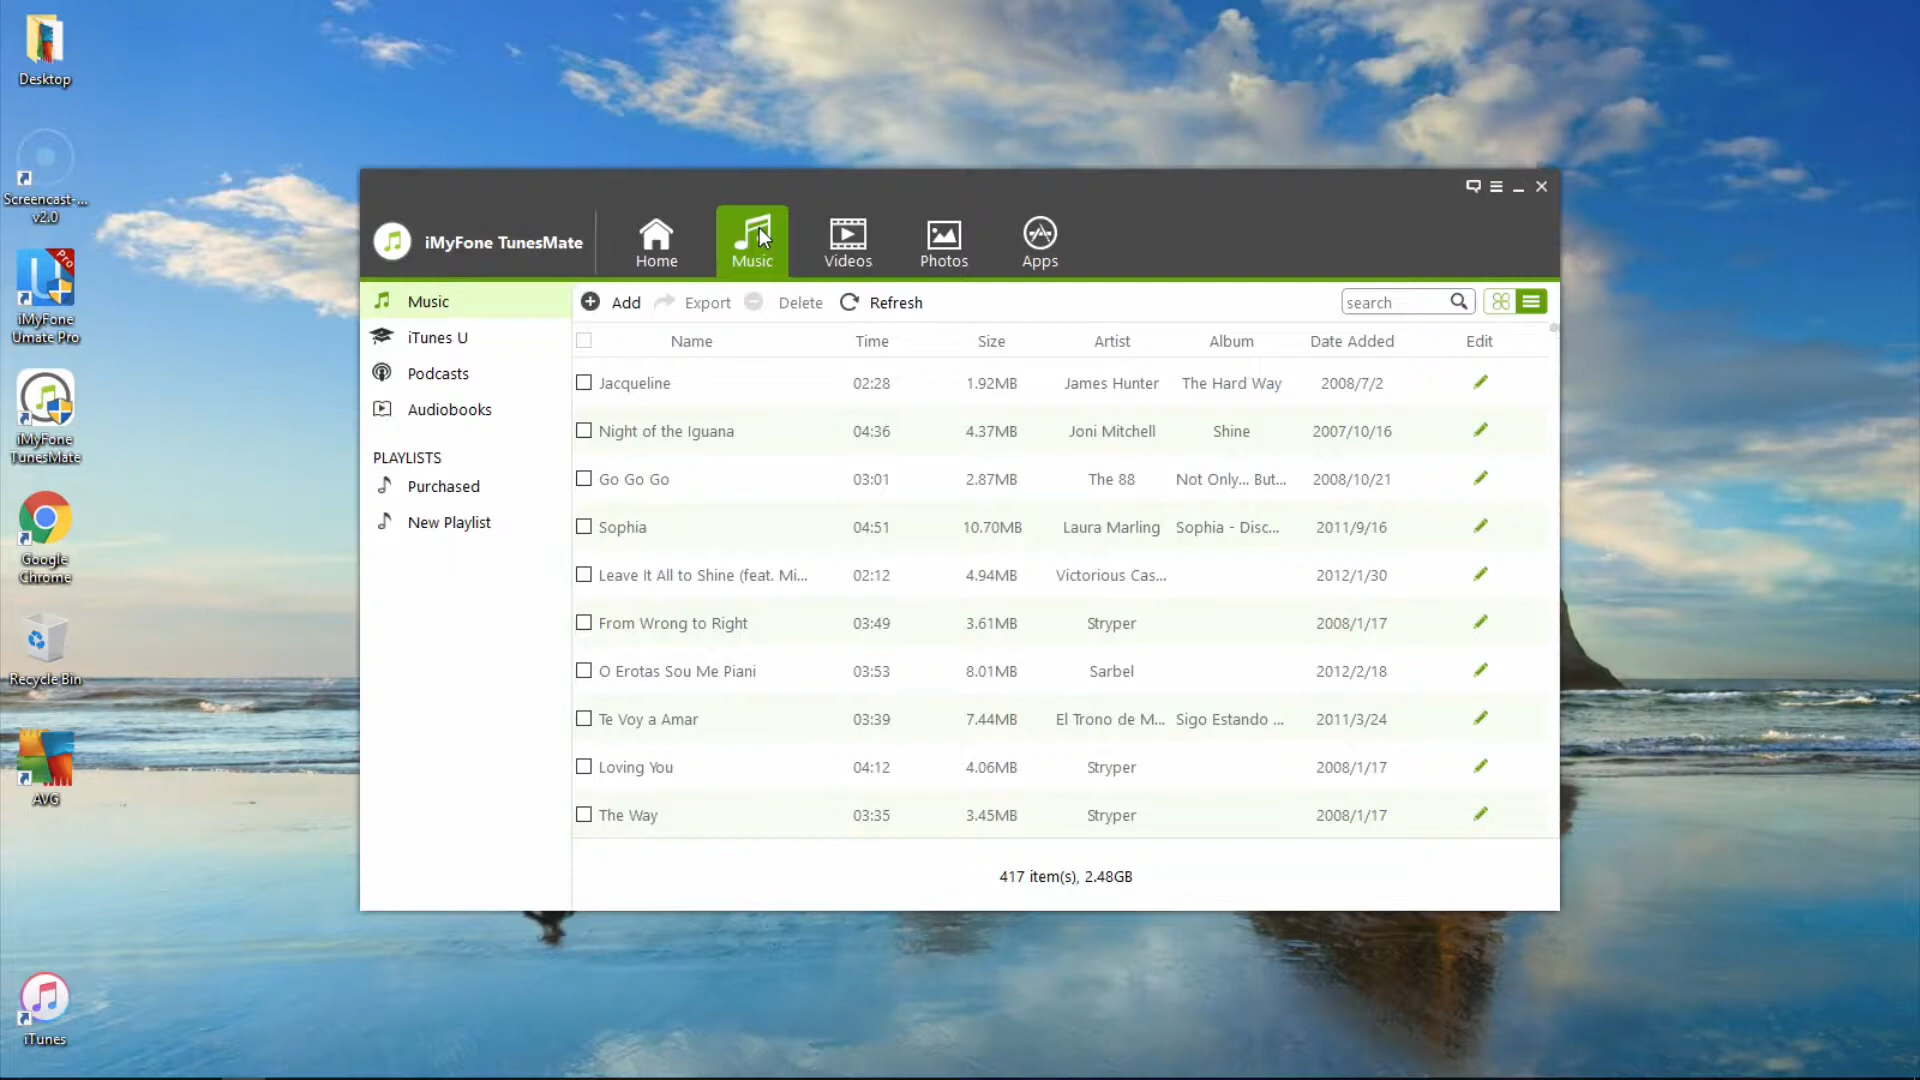 Desktop
Screencast-...
v2.0
Pro
iMyFone
Umate Pro
iMyFone
TunesMate
Google
Chrome
Recycle Bin
AVG
iTunes
iMyFone TunesMate
Home
Music
Videos
Photos
Apps
Music
iTunes U
Podcasts
Audiobooks
PLAYLISTS
Purchased
New Playlist
Add Export Delete Refresh
search
Name Time Size Artist Album Date Added Edit
Jacqueline 02:28 1.92MB James Hunter The Hard Way 2008/7/2
Night of the Iguana 04:36 4.37MB Joni Mitchell Shine 2007/10/16
Go Go Go 03:01 2.87MB The 88 Not Only... But... 2008/10/21
Sophia 04:51 10.70MB Laura Marling Sophia - Disc... 2011/9/16
Leave It All to Shine (feat. Mi... 02:12 4.94MB Victorious Cas... 2012/1/30
From Wrong to Right 03:49 3.61MB Stryper 2008/1/17
O Erotas Sou Me Piani 03:53 8.01MB Sarbel 2012/2/18
Te Voy a Amar 03:39 7.44MB El Trono de M... Sigo Estando ... 2011/3/24
Loving You 04:12 4.06MB Stryper 2008/1/17
The Way 03:35 3.45MB Stryper 2008/1/17
417 item(s), 2.48GB